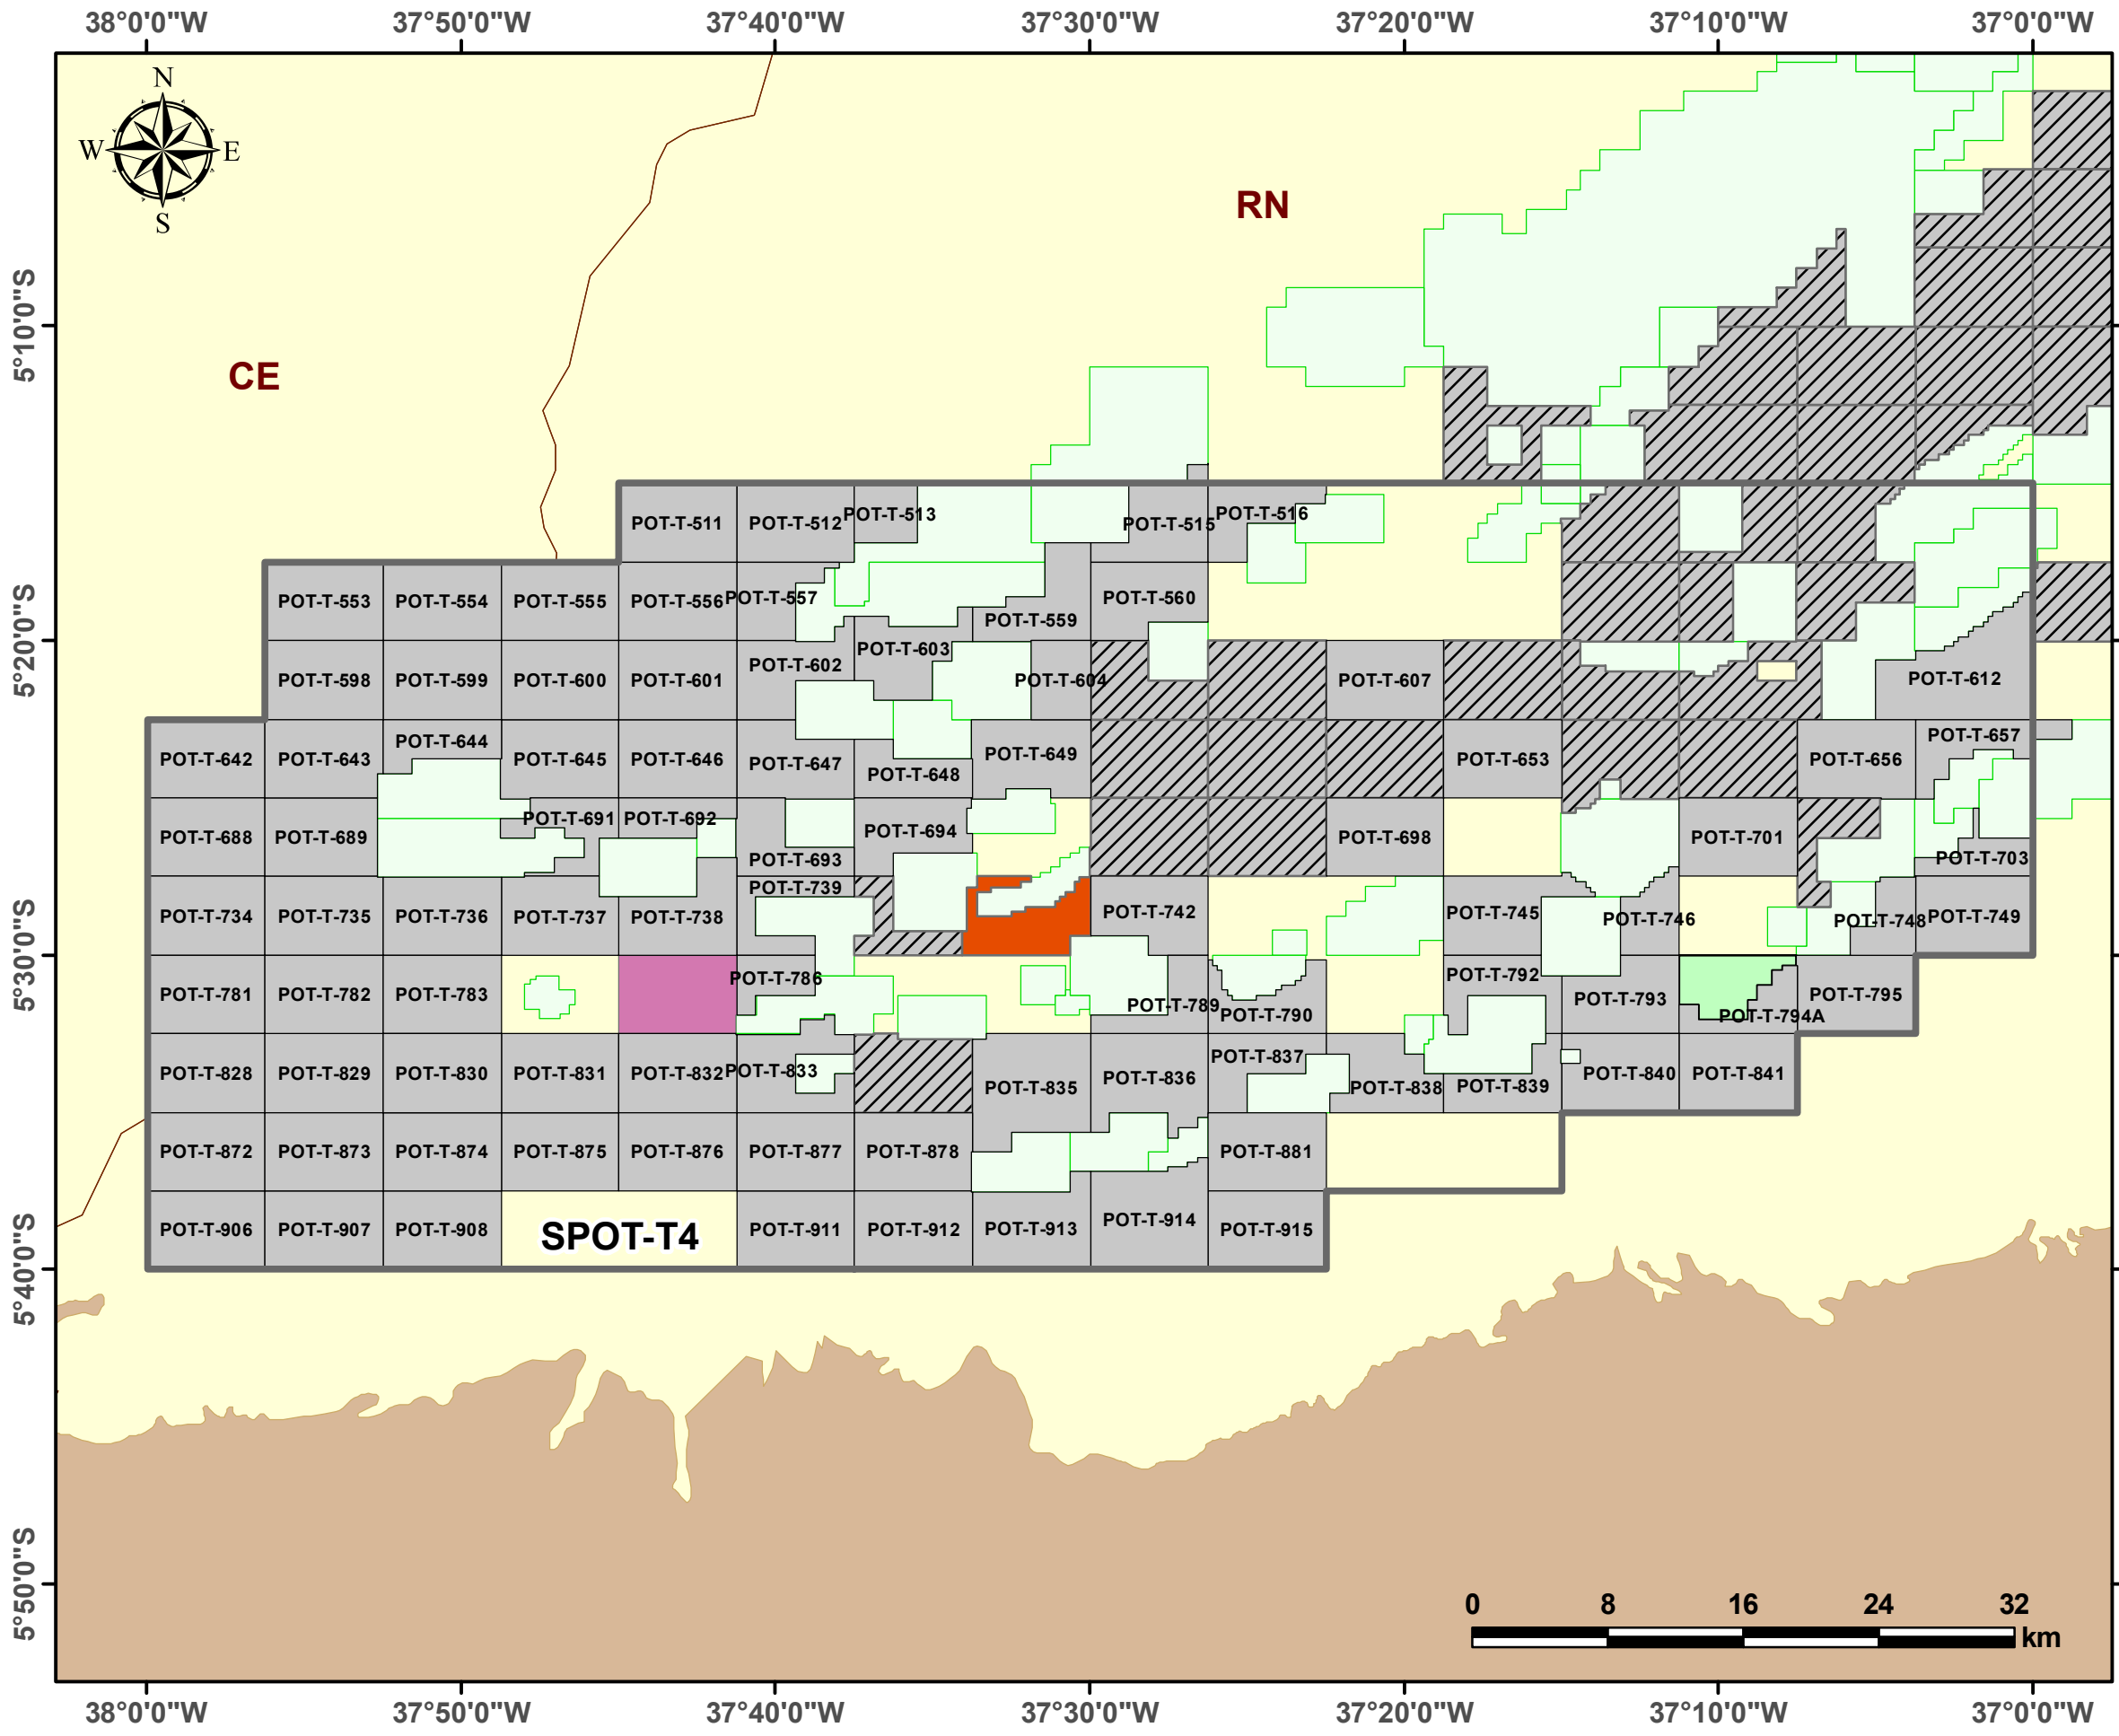 38°0'0"W 37°50'0"W 37°40'0"W 37°30'0"W 37°20'0"W 37°10'0"W 37°0'0"W
N
W E
S
RN
CE
5°10'0"S
5°20'0"S
5°30'0"S
5°40'0"S
5°50'0"S
POT-T-511 POT-T-512 POT-T-513 POT-T-515 POT-T-516
POT-T-553 POT-T-554 POT-T-555 POT-T-556 POT-T-557 POT-T-559 POT-T-560
POT-T-598 POT-T-599 POT-T-600 POT-T-601 POT-T-602 POT-T-603 POT-T-604 POT-T-607 POT-T-612
POT-T-642 POT-T-643 POT-T-644 POT-T-645 POT-T-646 POT-T-647 POT-T-648 POT-T-649 POT-T-653 POT-T-656 POT-T-657
POT-T-688 POT-T-689 POT-T-691 POT-T-692 POT-T-693 POT-T-694 POT-T-698 POT-T-701 POT-T-703
POT-T-734 POT-T-735 POT-T-736 POT-T-737 POT-T-738 POT-T-739 POT-T-742 POT-T-745 POT-T-746 POT-T-748 POT-T-749
POT-T-781 POT-T-782 POT-T-783 POT-T-786 POT-T-789 POT-T-790 POT-T-792 POT-T-793 POT-T-794A POT-T-795
POT-T-828 POT-T-829 POT-T-830 POT-T-831 POT-T-832 POT-T-833 POT-T-835 POT-T-836 POT-T-837 POT-T-838 POT-T-839 POT-T-840 POT-T-841
POT-T-872 POT-T-873 POT-T-874 POT-T-875 POT-T-876 POT-T-877 POT-T-878 POT-T-881
POT-T-906 POT-T-907 POT-T-908 SPOT-T4 POT-T-911 POT-T-912 POT-T-913 POT-T-914 POT-T-915
0 8 16 24 32
km
38°0'0"W 37°50'0"W 37°40'0"W 37°30'0"W 37°20'0"W 37°10'0"W 37°0'0"W